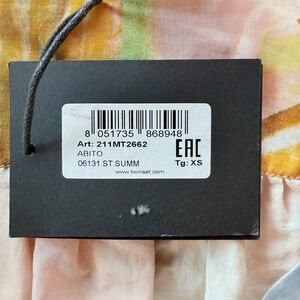 8 051735 868948
Art: 211MT2662
ABITO
06131 ST.SUMM
EAC
Tg: XS
www.twinset.com